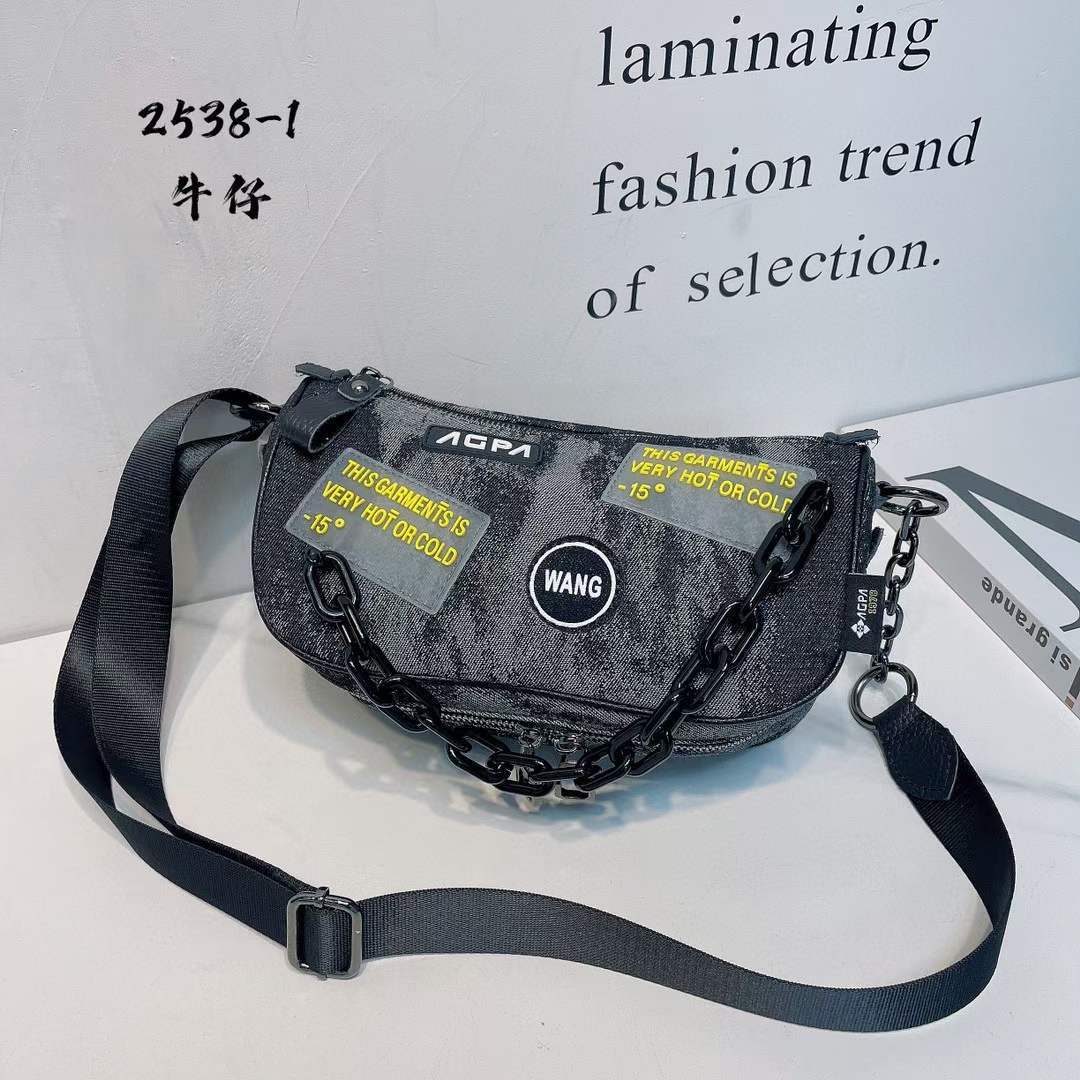 laminating
fashion trend
of selection.
2538-1
牛仔
AGPA
THIS GARMENTS IS
VERY HOT OR COLD
-15°
THIS GARMENTS IS
VERY HOT OR COLD
-15°
WANG
AGPA
1978
si grande